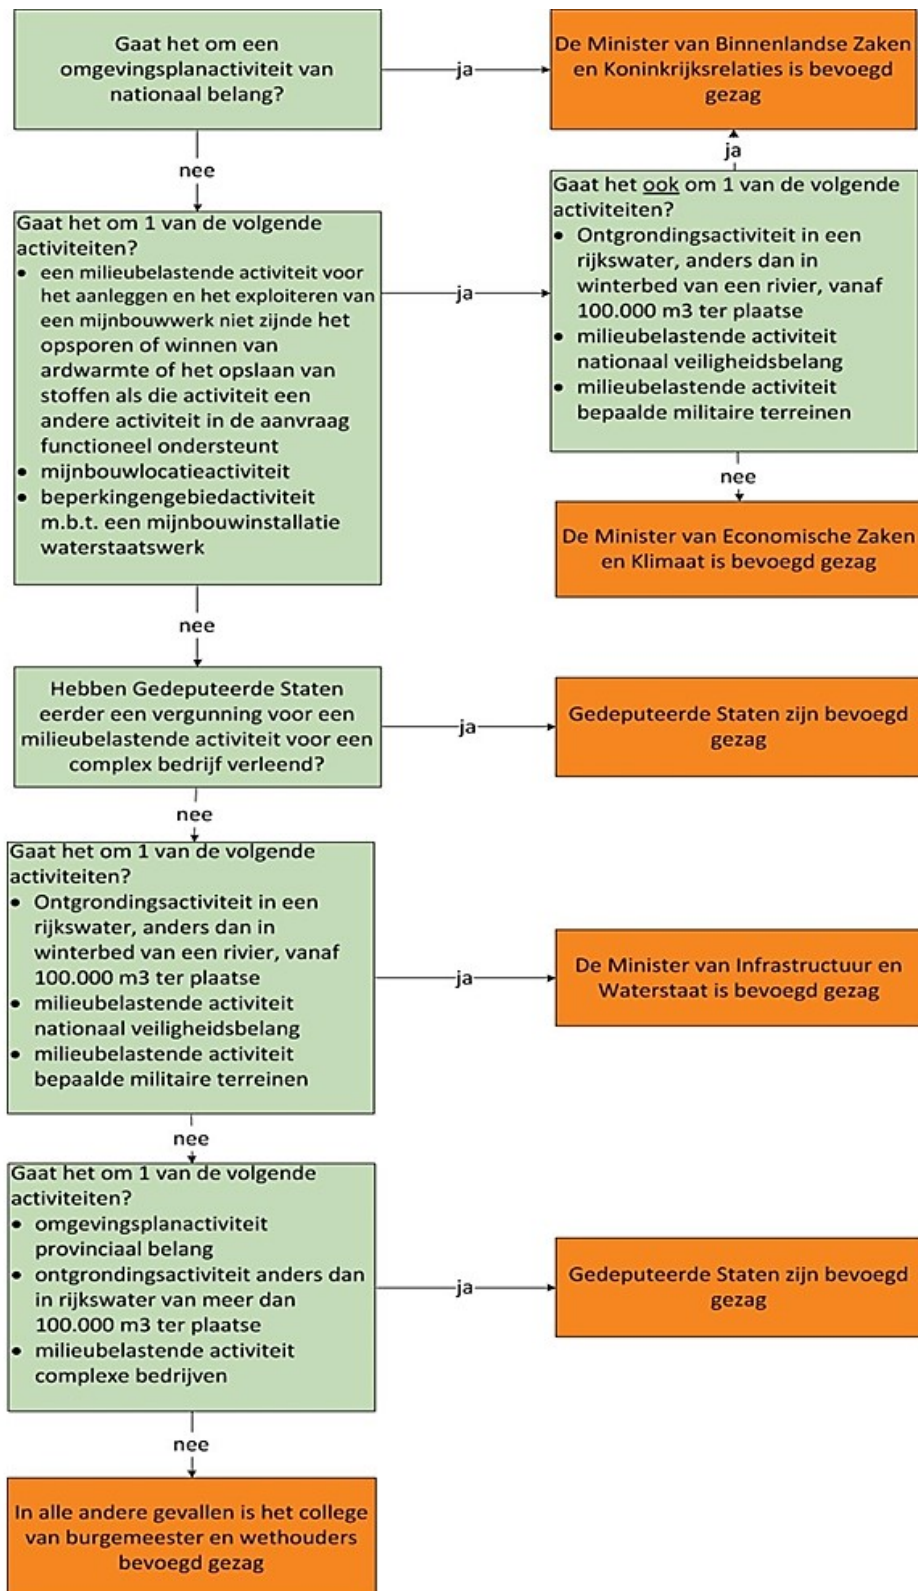 Gaat het om een
omgevingsplanactiviteit van
nationaal belang?
ja
De Minister van Binnenlandse Zaken
en Koninkrijksrelaties is bevoegd
gezag
nee
ja
Gaat het om 1 van de volgende
activiteiten?
• een milieubelastende activiteit voor
het aanleggen en het exploiteren van
een mijnbouwwerk niet zijnde het
opsporen of winnen van
ardwarmte of het opslaan van
stoffen als die activiteit een
andere activiteit in de aanvraag
functioneel ondersteunt
• mijnbouwlocatieactiviteit
• beperkingengebiedactiviteit
m.b.t. een mijnbouwinstallatie
waterstaatswerk
ja
Gaat het ook om 1 van de volgende
activiteiten?
• Ontgrondingsactiviteit in een
rijkswater, anders dan in
winterbed van een rivier, vanaf
100.000 m3 ter plaatse
• milieubelastende activiteit
nationaal veiligheidsbelang
• milieubelastende activiteit
bepaalde militaire terreinen
nee
De Minister van Economische Zaken
en Klimaat is bevoegd gezag
nee
Hebben Gedeputeerde Staten
eerder een vergunning voor een
milieubelastende activiteit voor een
complex bedrijf verleend?
ja
Gedeputeerde Staten zijn bevoegd
gezag
nee
Gaat het om 1 van de volgende
activiteiten?
• Ontgrondingsactiviteit in een
rijkswater, anders dan in
winterbed van een rivier, vanaf
100.000 m3 ter plaatse
• milieubelastende activiteit
nationaal veiligheidsbelang
• milieubelastende activiteit
bepaalde militaire terreinen
ja
De Minister van Infrastructuur en
Waterstaat is bevoegd gezag
nee
Gaat het om 1 van de volgende
activiteiten?
• omgevingsplanactiviteit
provinciaal belang
• ontgrondingsactiviteit anders dan
in rijkswater van meer dan
100.000 m3 ter plaatse
• milieubelastende activiteit
complexe bedrijven
ja
Gedeputeerde Staten zijn bevoegd
gezag
nee
In alle andere gevallen is het college
van burgemeester en wethouders
bevoegd gezag